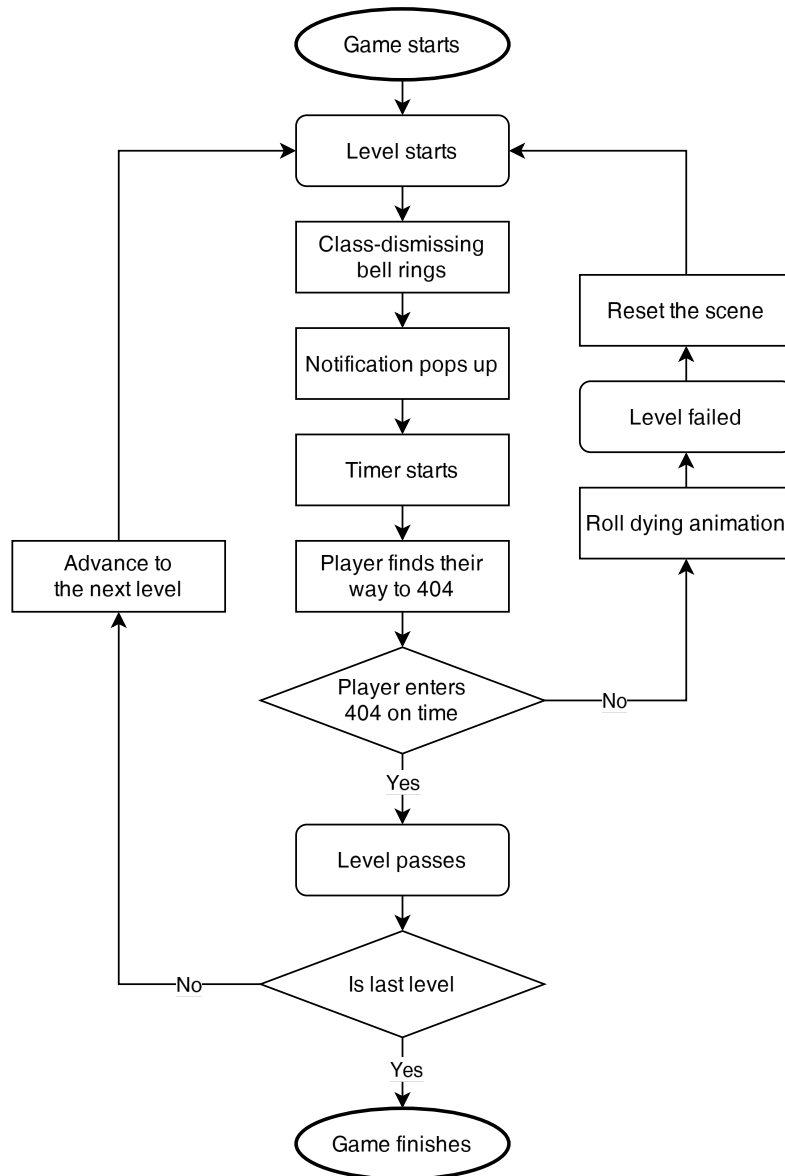 Game starts
Level starts
Class-dismissing
bell rings
Notification pops up
Timer starts
Player finds their
way to 404
Player enters
404 on time
No
Roll dying animation
Level failed
Reset the scene
Yes
Level passes
Is last level
No
Advance to
the next level
Yes
Game finishes